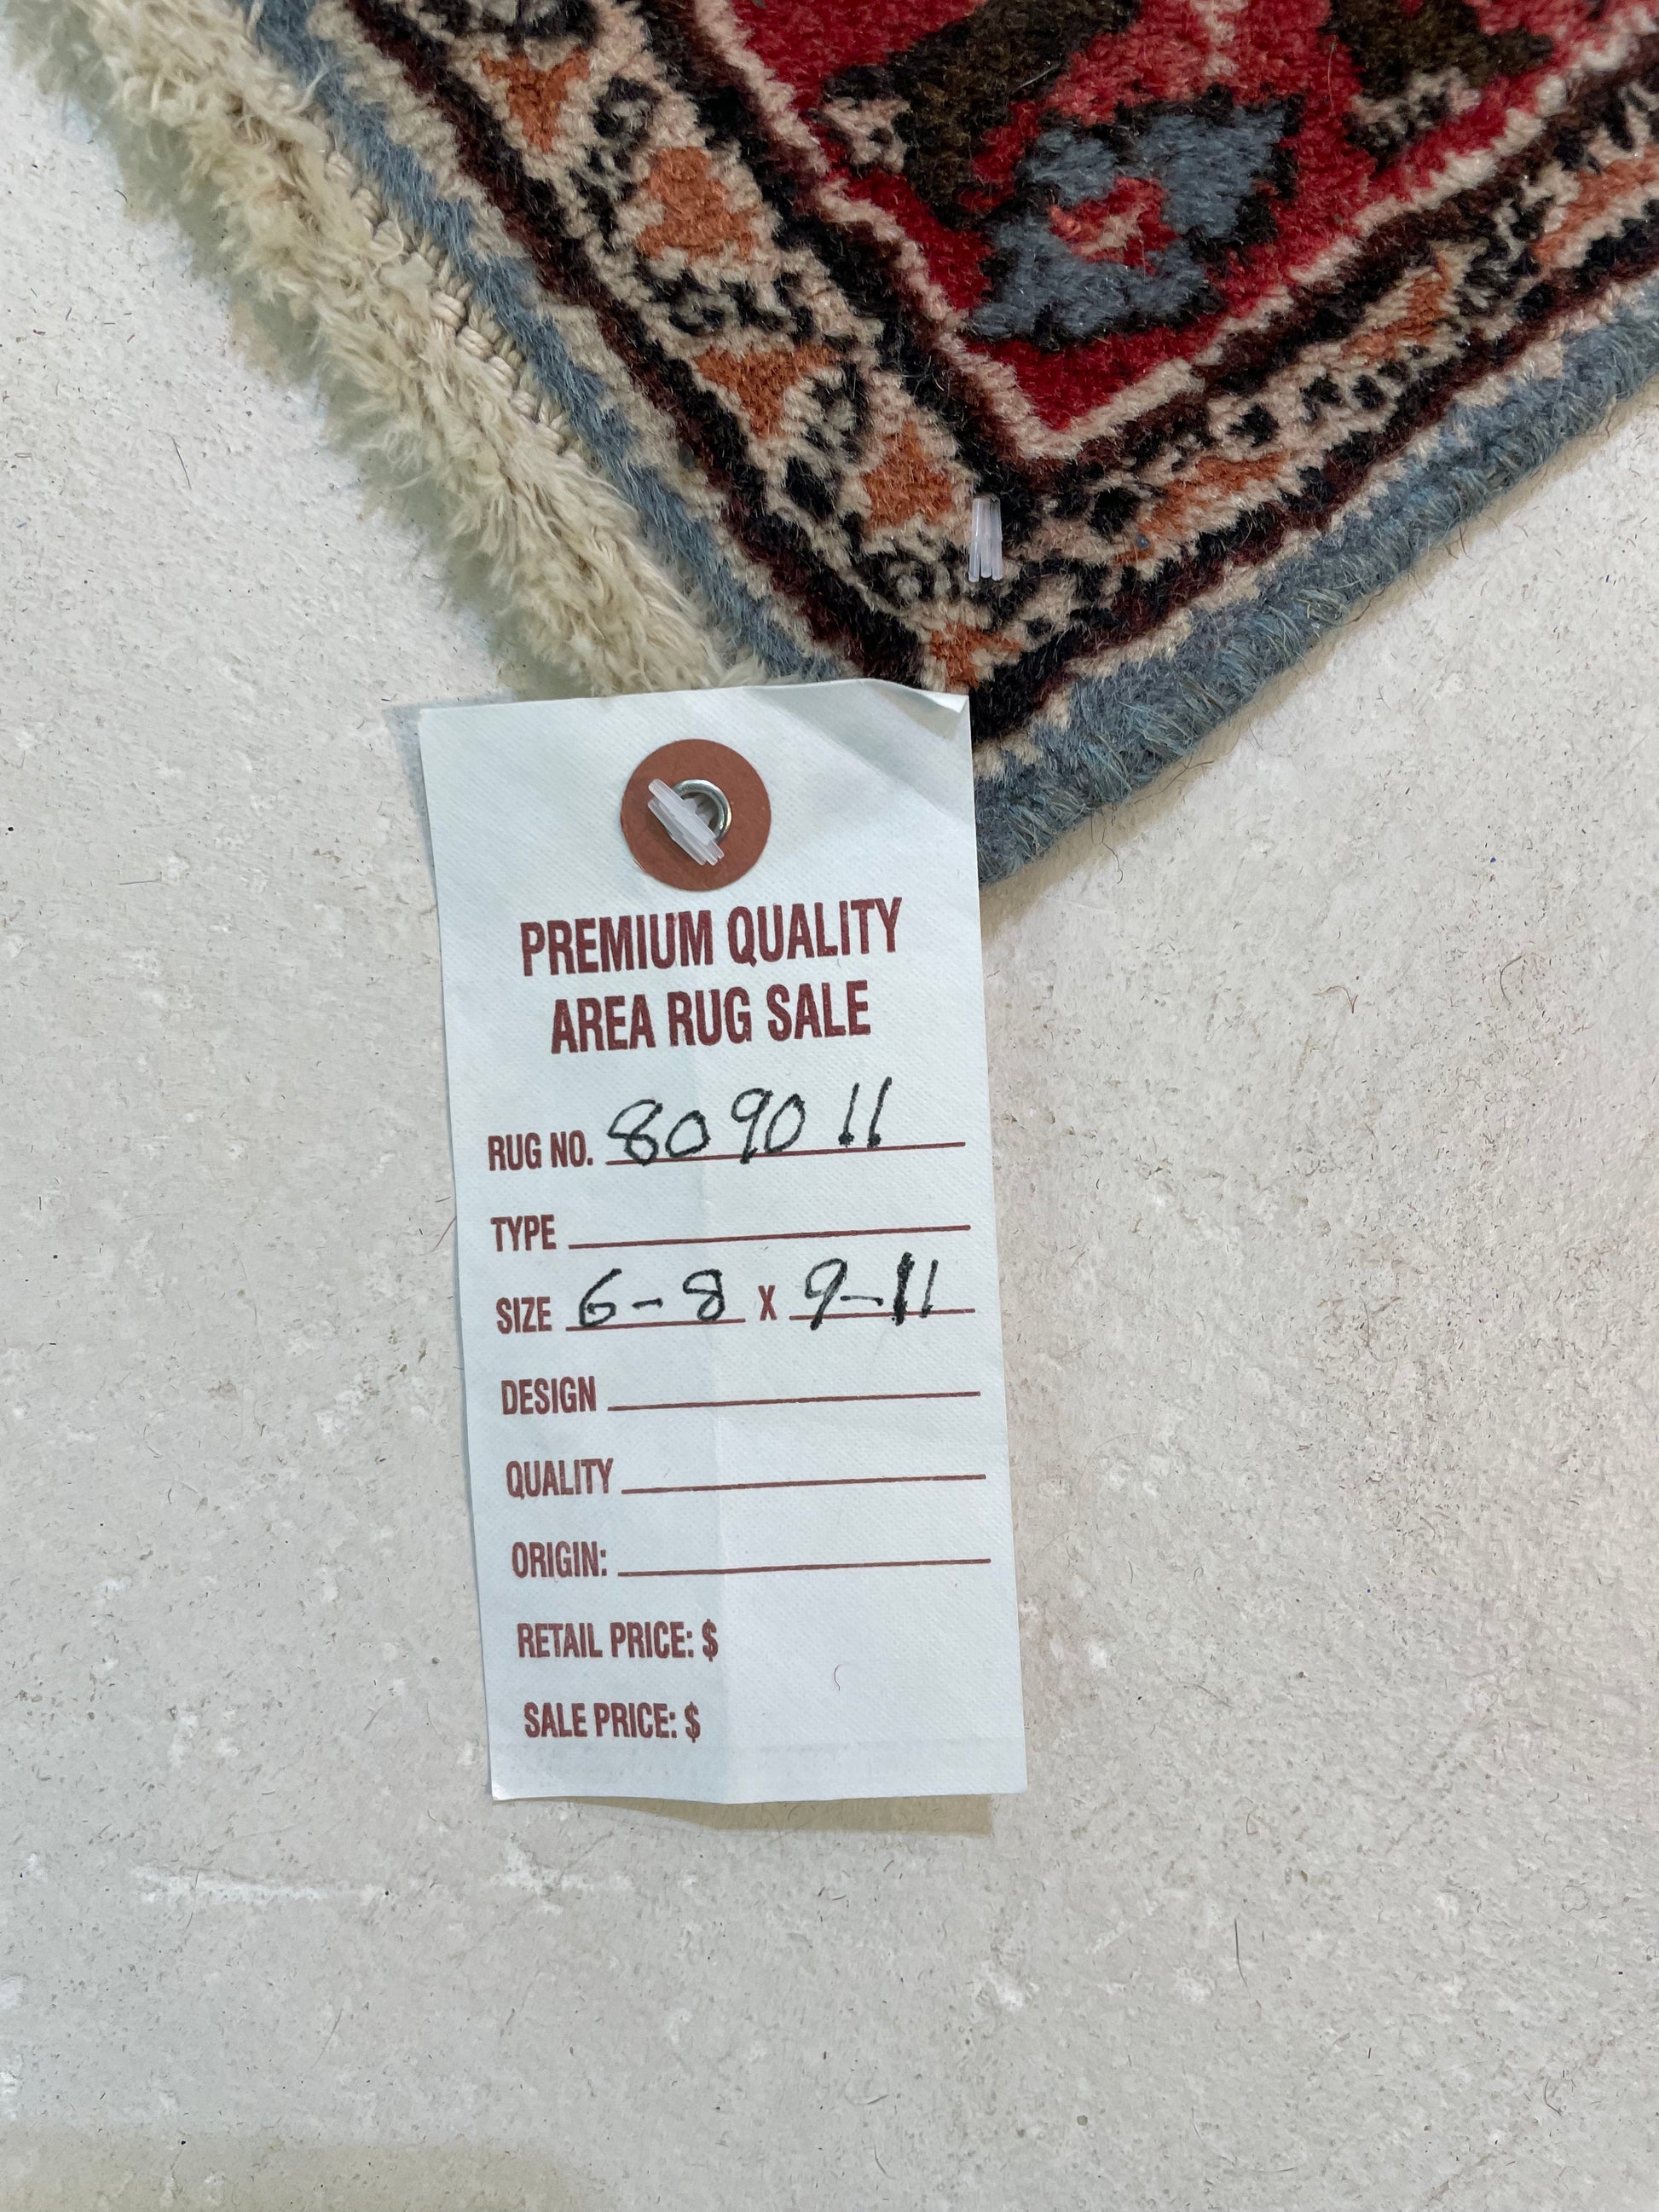 PREMIUM QUALITY
AREA RUG SALE
RUG NO. 809011
TYPE
SIZE 6-8 X 9-11
DESIGN
QUALITY
ORIGIN:
RETAIL PRICE: $
SALE PRICE: $